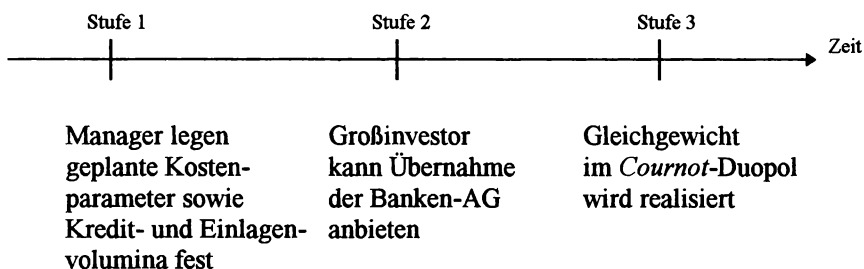 Stufe 1 Stufe 2 Stufe 3
Zeit
Manager legen
geplante Kosten-
parameter sowie
Kredit- und Einlagen-
volumina fest
Großinvestor
kann Übernahme
der Banken-AG
anbieten
Gleichgewicht
im Cournot-Duopol
wird realisiert